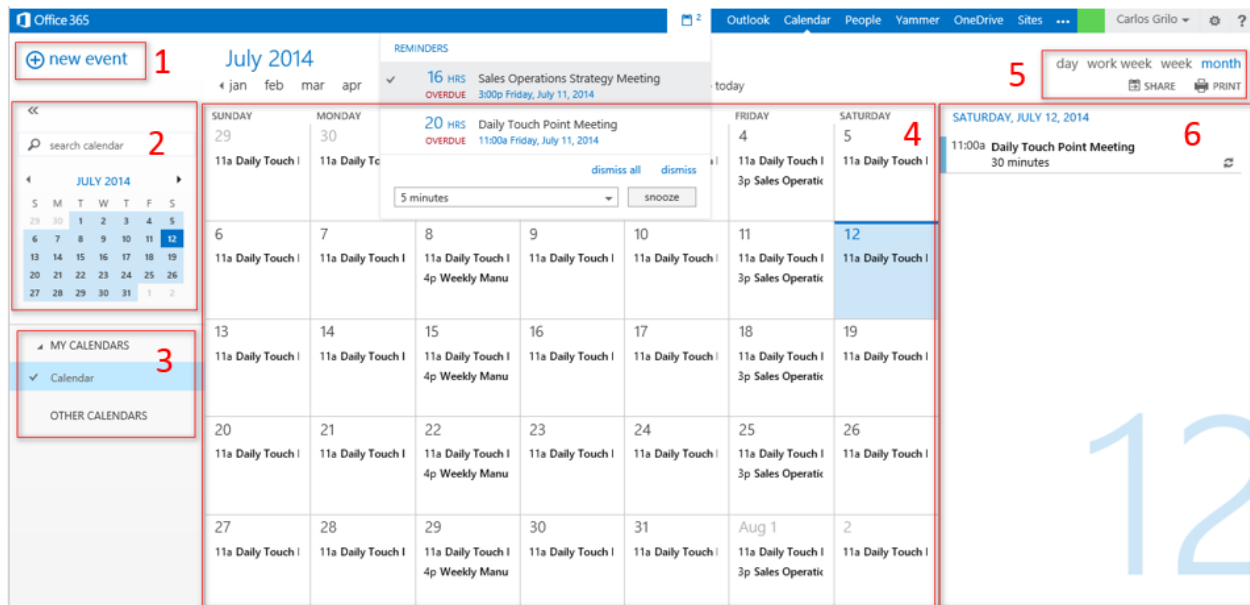 Office 365
2 Outlook Calendar People Yammer OneDrive Sites ••• Carlos Grilo ?
new event 1
July 2014
jan feb mar apr today
REMINDERS
16 HRS Sales Operations Strategy Meeting
OVERDUE 3:00p Friday, July 11, 2014
20 HRS Daily Touch Point Meeting
OVERDUE 11:00a Friday, July 11, 2014
dismiss all dismiss
5 minutes snooze
5 day work week week month
SHARE PRINT
«
search calendar 2
JULY 2014
S M T W T F S
29 30 1 2 3 4 5
6 7 8 9 10 11 12
13 14 15 16 17 18 19
20 21 22 23 24 25 26
27 28 29 30 31 1 2
MY CALENDARS
3
Calendar
OTHER CALENDARS
SUNDAY MONDAY FRIDAY SATURDAY
4
29 30 4 5
11a Daily Touch 11a Daily 11a Daily Touch 11a Daily Touch
3p Sales Operatic
6 7 8 9 10 11 12
11a Daily Touch 11a Daily Touch 11a Daily Touch 11a Daily Touch 11a Daily Touch 11a Daily Touch 11a Daily Touch
4p Weekly Manu 3p Sales Operatic
13 14 15 16 17 18 19
11a Daily Touch 11a Daily Touch 11a Daily Touch 11a Daily Touch 11a Daily Touch 11a Daily Touch 11a Daily Touch
4p Weekly Manu 3p Sales Operatic
20 21 22 23 24 25 26
11a Daily Touch 11a Daily Touch 11a Daily Touch 11a Daily Touch 11a Daily Touch 11a Daily Touch 11a Daily Touch
4p Weekly Manu 3p Sales Operatic
27 28 29 30 31 Aug 1 2
11a Daily Touch 11a Daily Touch 11a Daily Touch 11a Daily Touch 11a Daily Touch 11a Daily Touch 11a Daily Touch
4p Weekly Manu 3p Sales Operatic
SATURDAY, JULY 12, 2014
6
11:00a Daily Touch Point Meeting
30 minutes
12